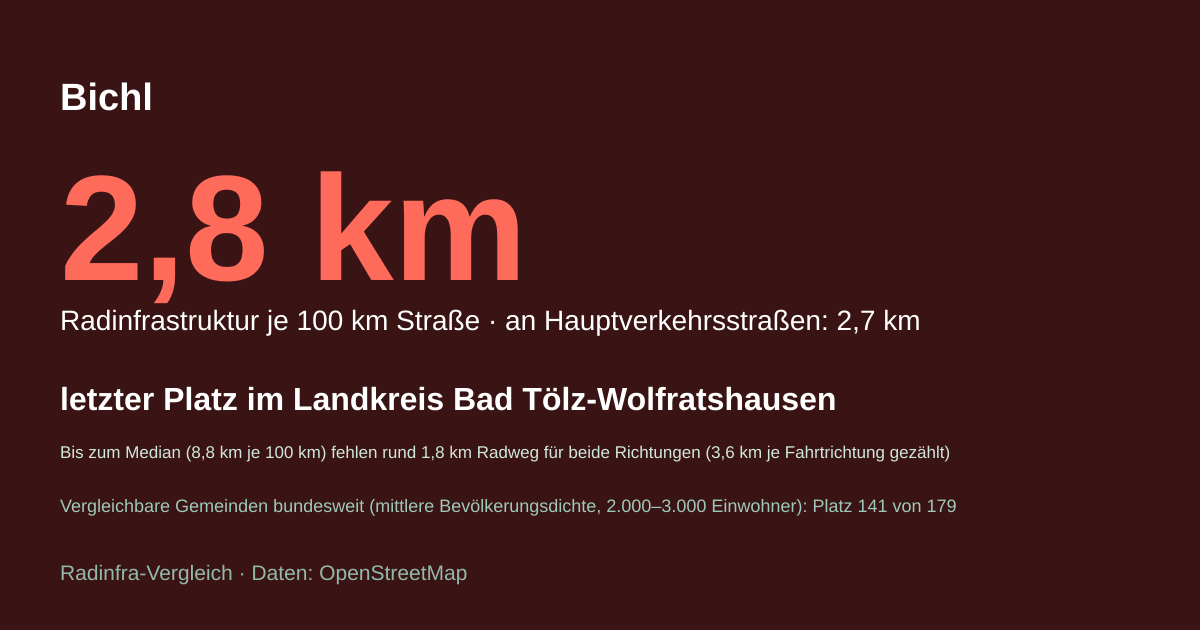 Bichl
2,8 km
Radinfrastruktur je 100 km Straße · an Hauptverkehrsstraßen: 2,7 km
letzter Platz im Landkreis Bad Tölz-Wolfratshausen
Bis zum Median (8,8 km je 100 km) fehlen rund 1,8 km Radweg für beide Richtungen (3,6 km je Fahrtrichtung gezählt)
Vergleichbare Gemeinden bundesweit (mittlere Bevölkerungsdichte, 2.000–3.000 Einwohner): Platz 141 von 179
Radinfra-Vergleich · Daten: OpenStreetMap